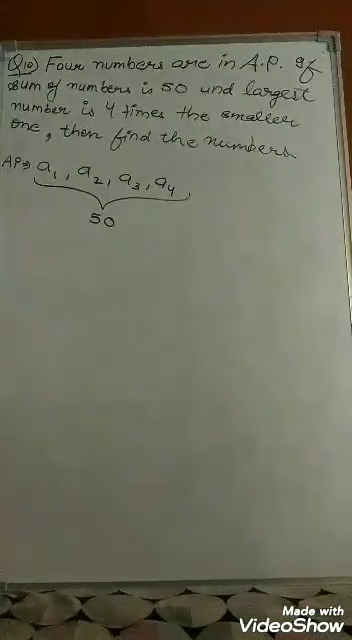 Q10) Four numbers are in A.P. If
sum of numbers is 50 und largest
number is 4 times the smaller
one, then find the numbers
AP⇒ a₁, a₂, a₃, a₄,
50
Made with
VideoShow